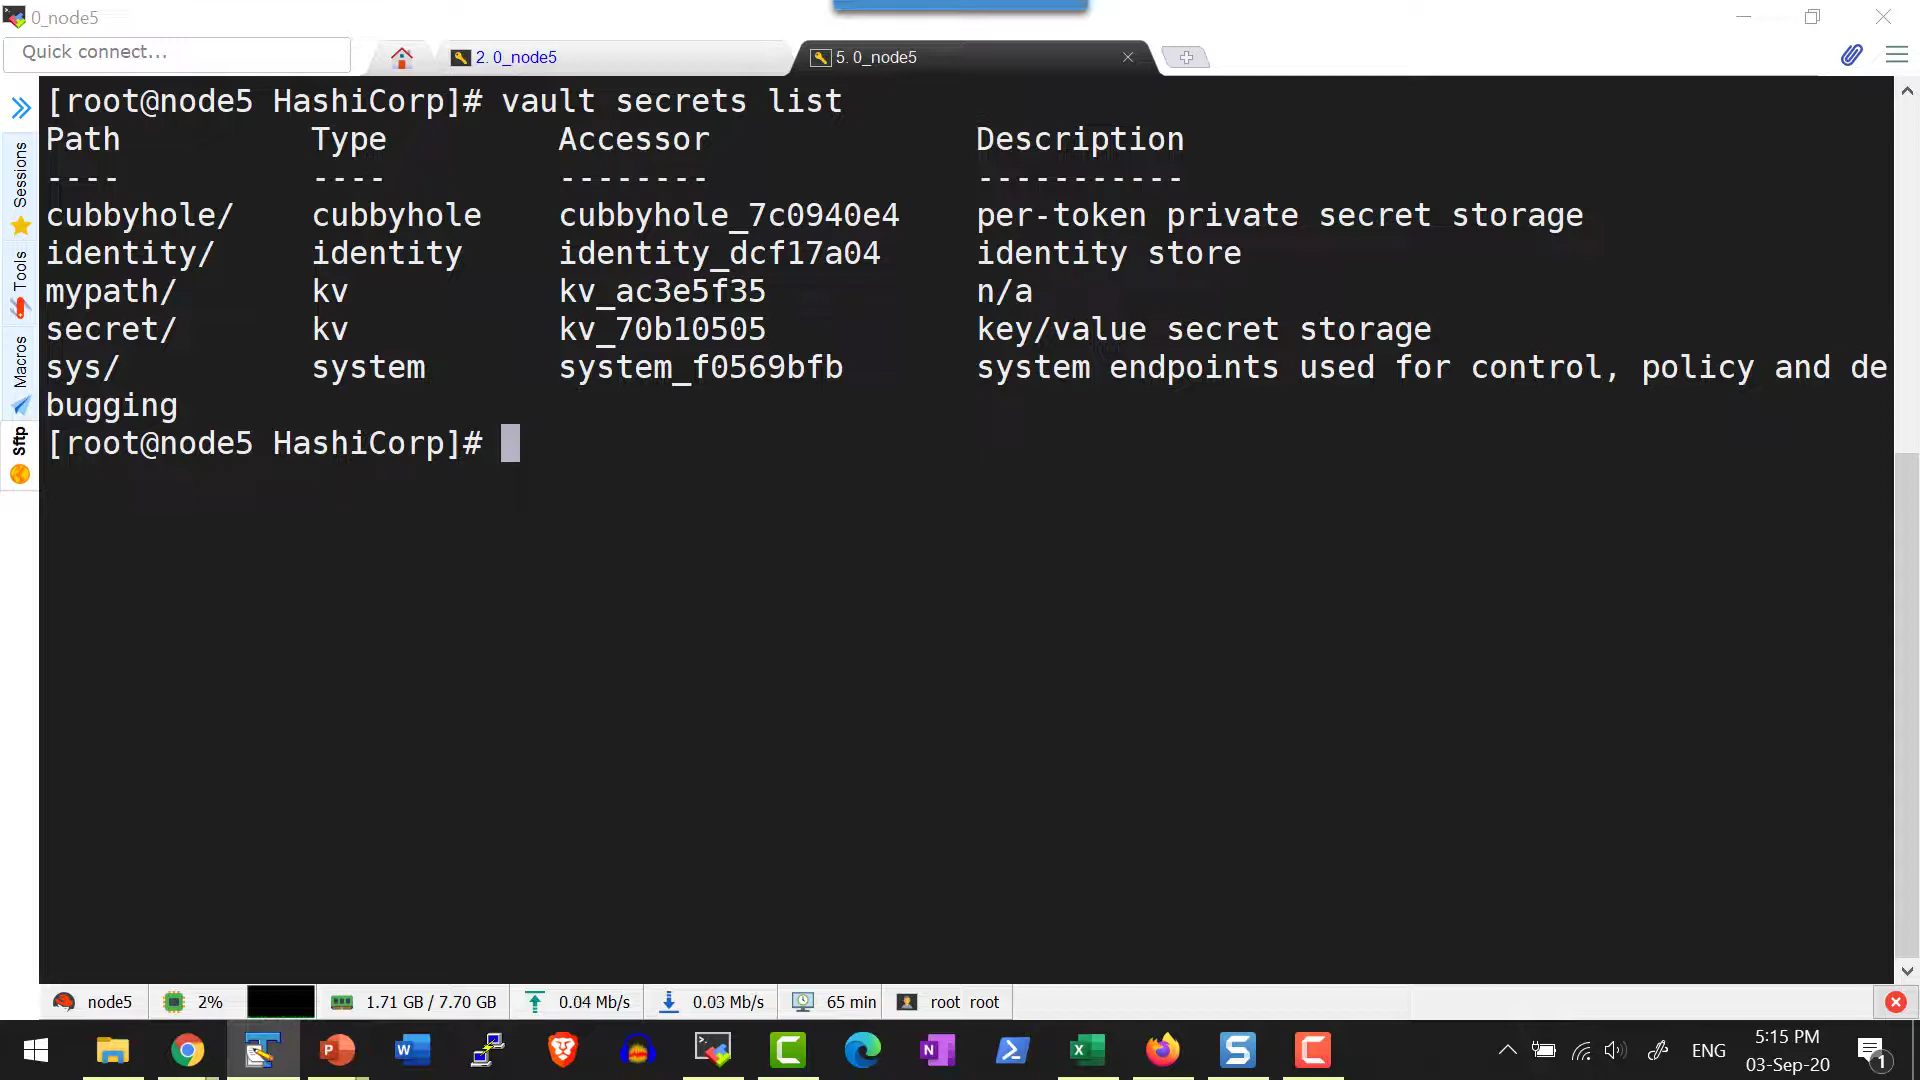 0_node5
Quick connect...
2. 0_node5
5. 0_node5
[root@node5 HashiCorp]# vault secrets list
Path Type Accessor Description
---- ---- -------- -----------
cubbyhole/ cubbyhole cubbyhole_7c0940e4 per-token private secret storage
identity/ identity identity_dcf17a04 identity store
mypath/ kv kv_ac3e5f35 n/a
secret/ kv kv_70b10505 key/value secret storage
sys/ system system_f0569bfb system endpoints used for control, policy and de
bugging
[root@node5 HashiCorp]#
Sessions
Tools
Macros
Sftp
node5 2% 1.71 GB / 7.70 GB 0.04 Mb/s 0.03 Mb/s 65 min root root
ENG
5:15 PM
03-Sep-20
1